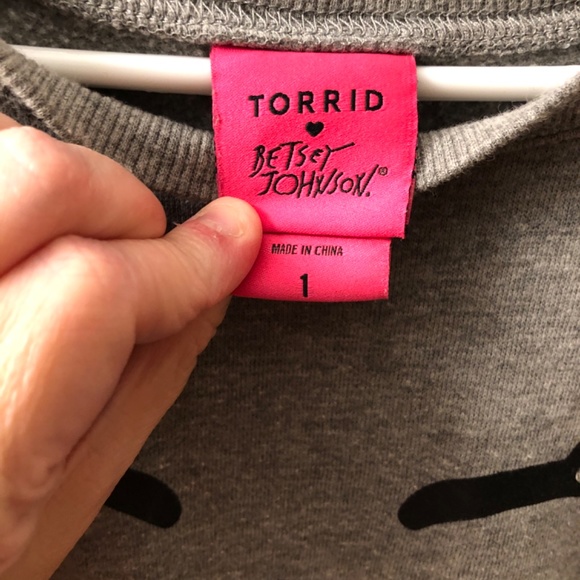 TORRID
♥
BETSEY
JOHNSON.®
MADE IN CHINA
1